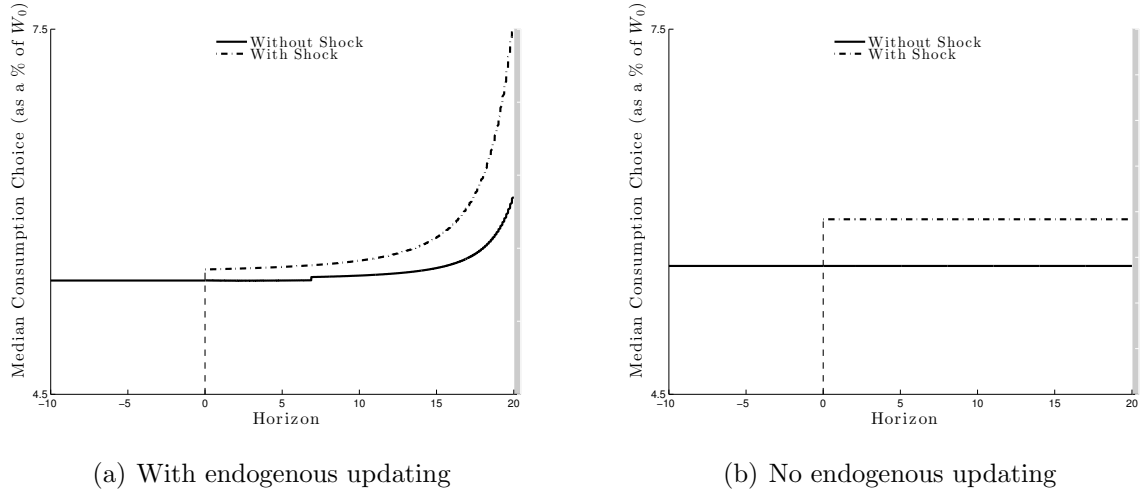 Median Consumption Choice (as a % of W₀)
7.5
4.5
Without Shock
With Shock
−10 −5 0 5 10 15 20
Horizon
(a) With endogenous updating
Median Consumption Choice (as a % of W₀)
7.5
4.5
Without Shock
With Shock
−10 −5 0 5 10 15 20
Horizon
(b) No endogenous updating